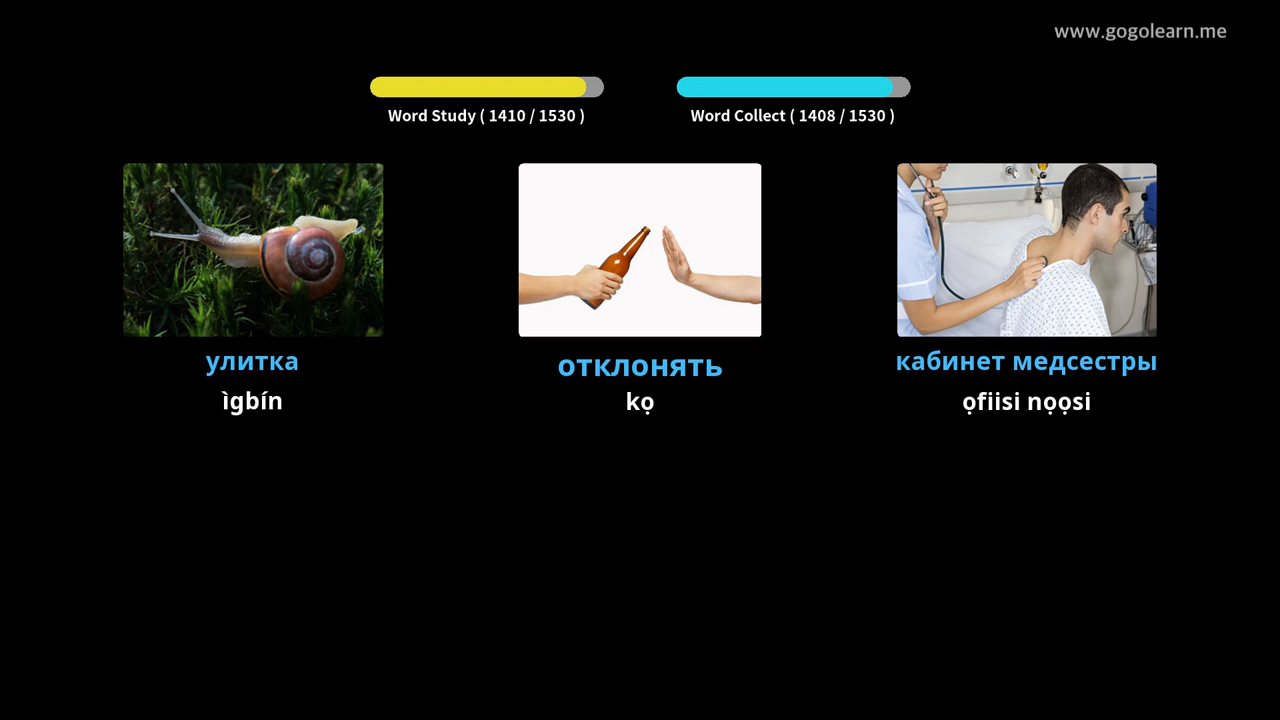 www.gogolearn.me
Word Study ( 1410 / 1530 )
Word Collect ( 1408 / 1530 )
улитка
отклонять
кабинет медсестры
ìgbín
kọ
ọfiisi nọọsi